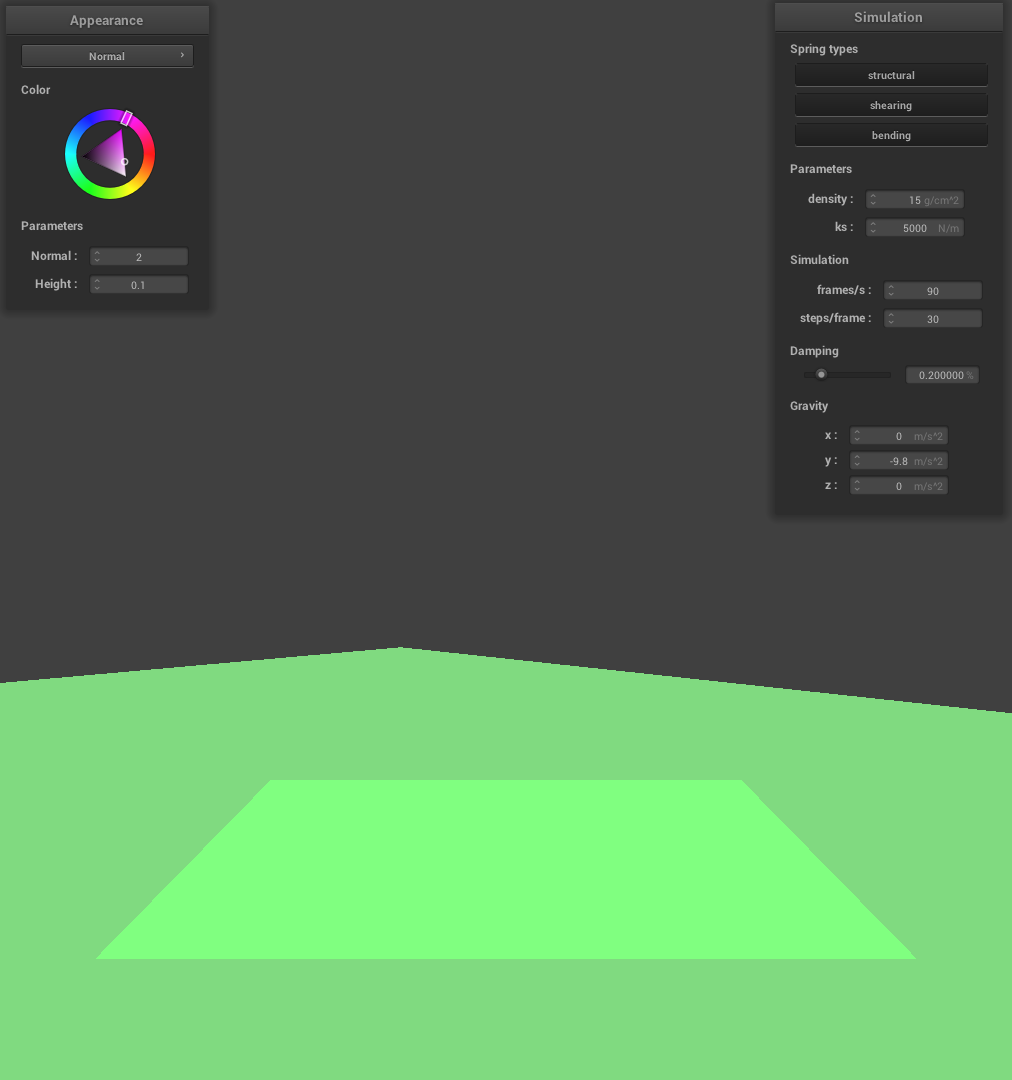 Appearance
Normal
Color
Parameters
Normal : 2
Height : 0.1
Simulation
Spring types
structural
shearing
bending
Parameters
density : 15 g/cm^2
ks : 5000 N/m
Simulation
frames/s : 90
steps/frame : 30
Damping
0.200000 %
Gravity
x : 0 m/s^2
y : -9.8 m/s^2
z : 0 m/s^2